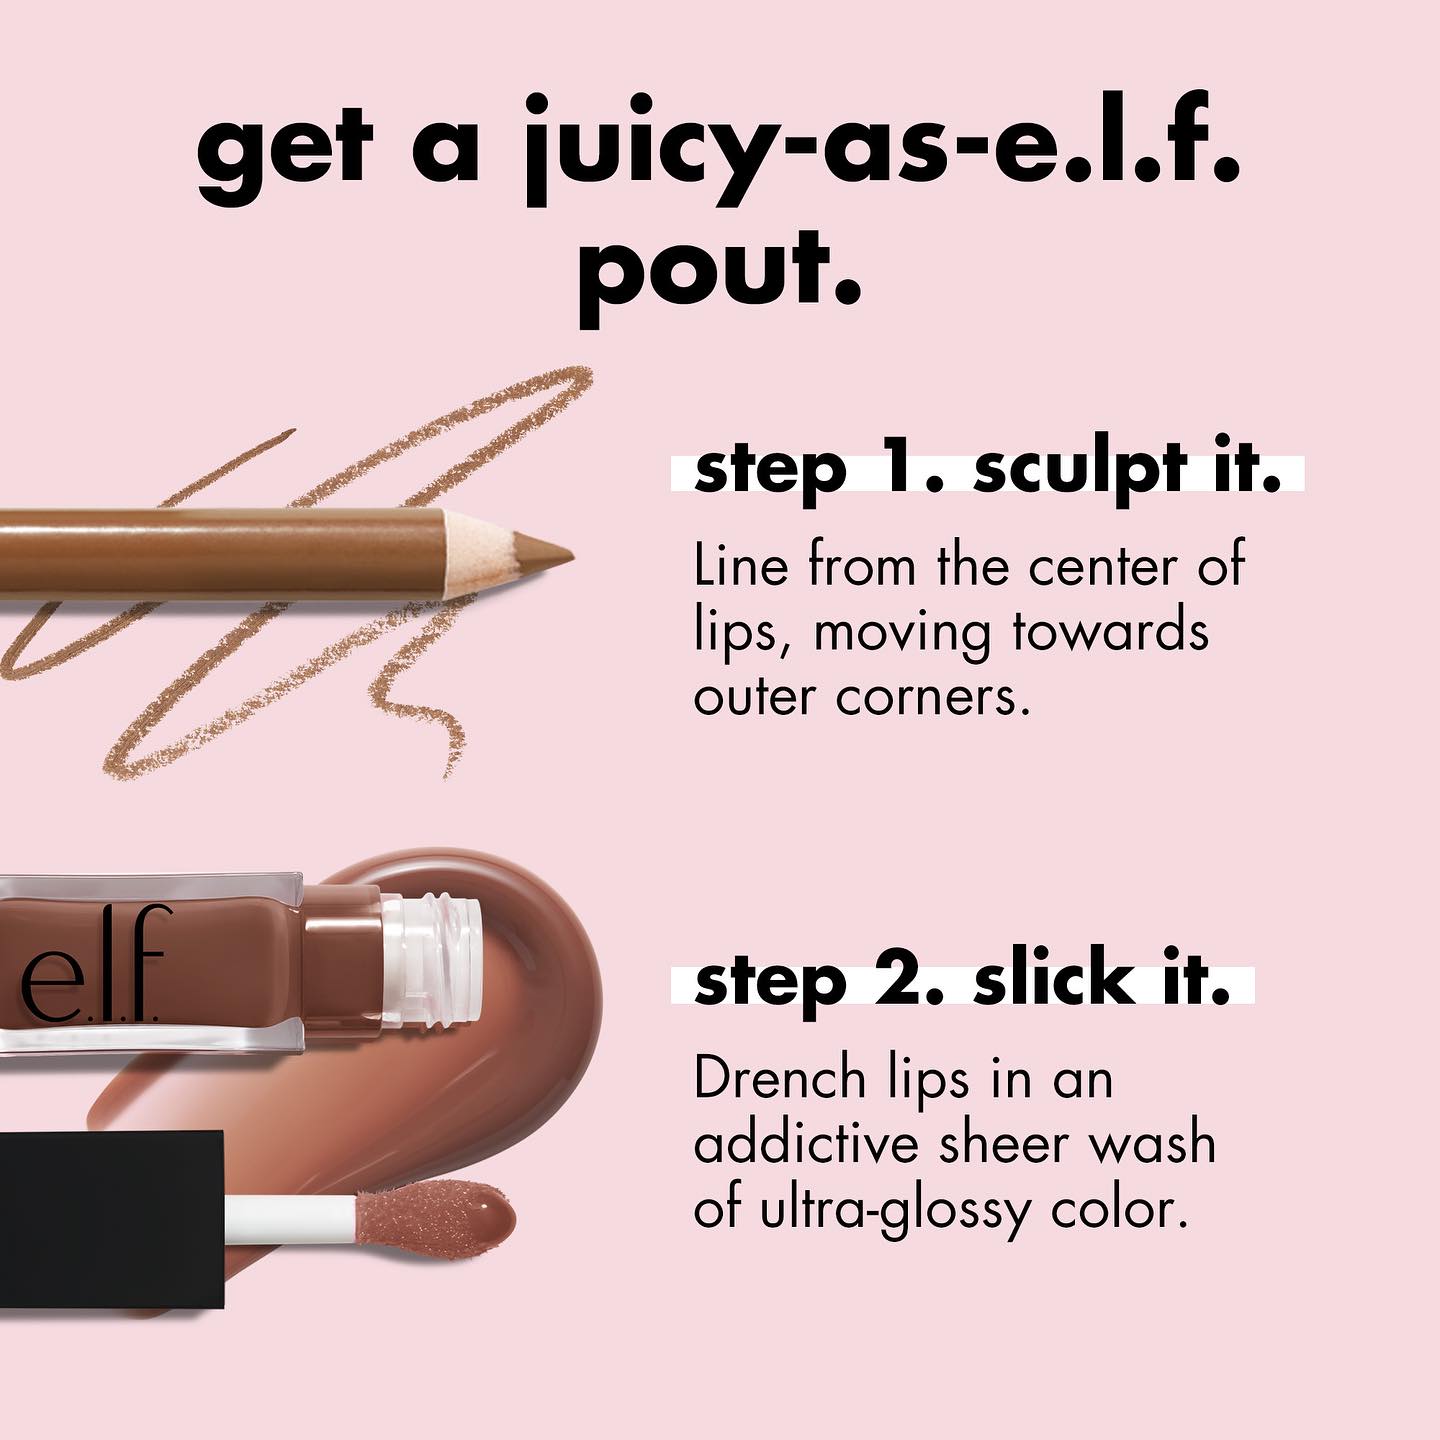 get a juicy-as-e.l.f.
pout.
step 1. sculpt it.
Line from the center of
lips, moving towards
outer corners.
e.l.f.
step 2. slick it.
Drench lips in an
addictive sheer wash
of ultra-glossy color.